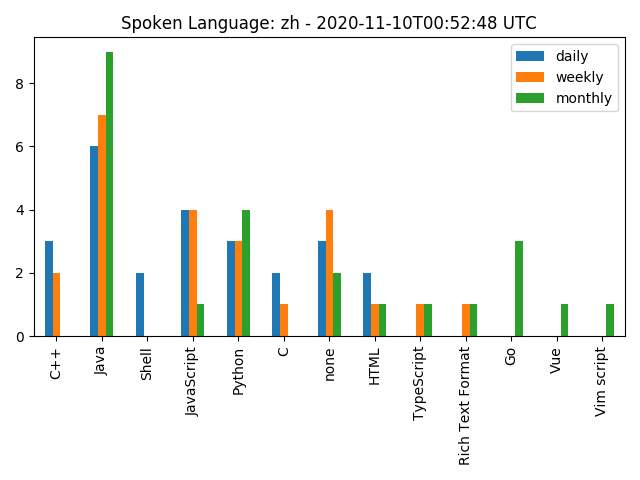 Spoken Language: zh - 2020-11-10T00:52:48 UTC
daily
weekly
monthly
8
6
4
2
0
C++
Java
Shell
JavaScript
Python
C
none
HTML
TypeScript
Rich Text Format
Go
Vue
Vim script